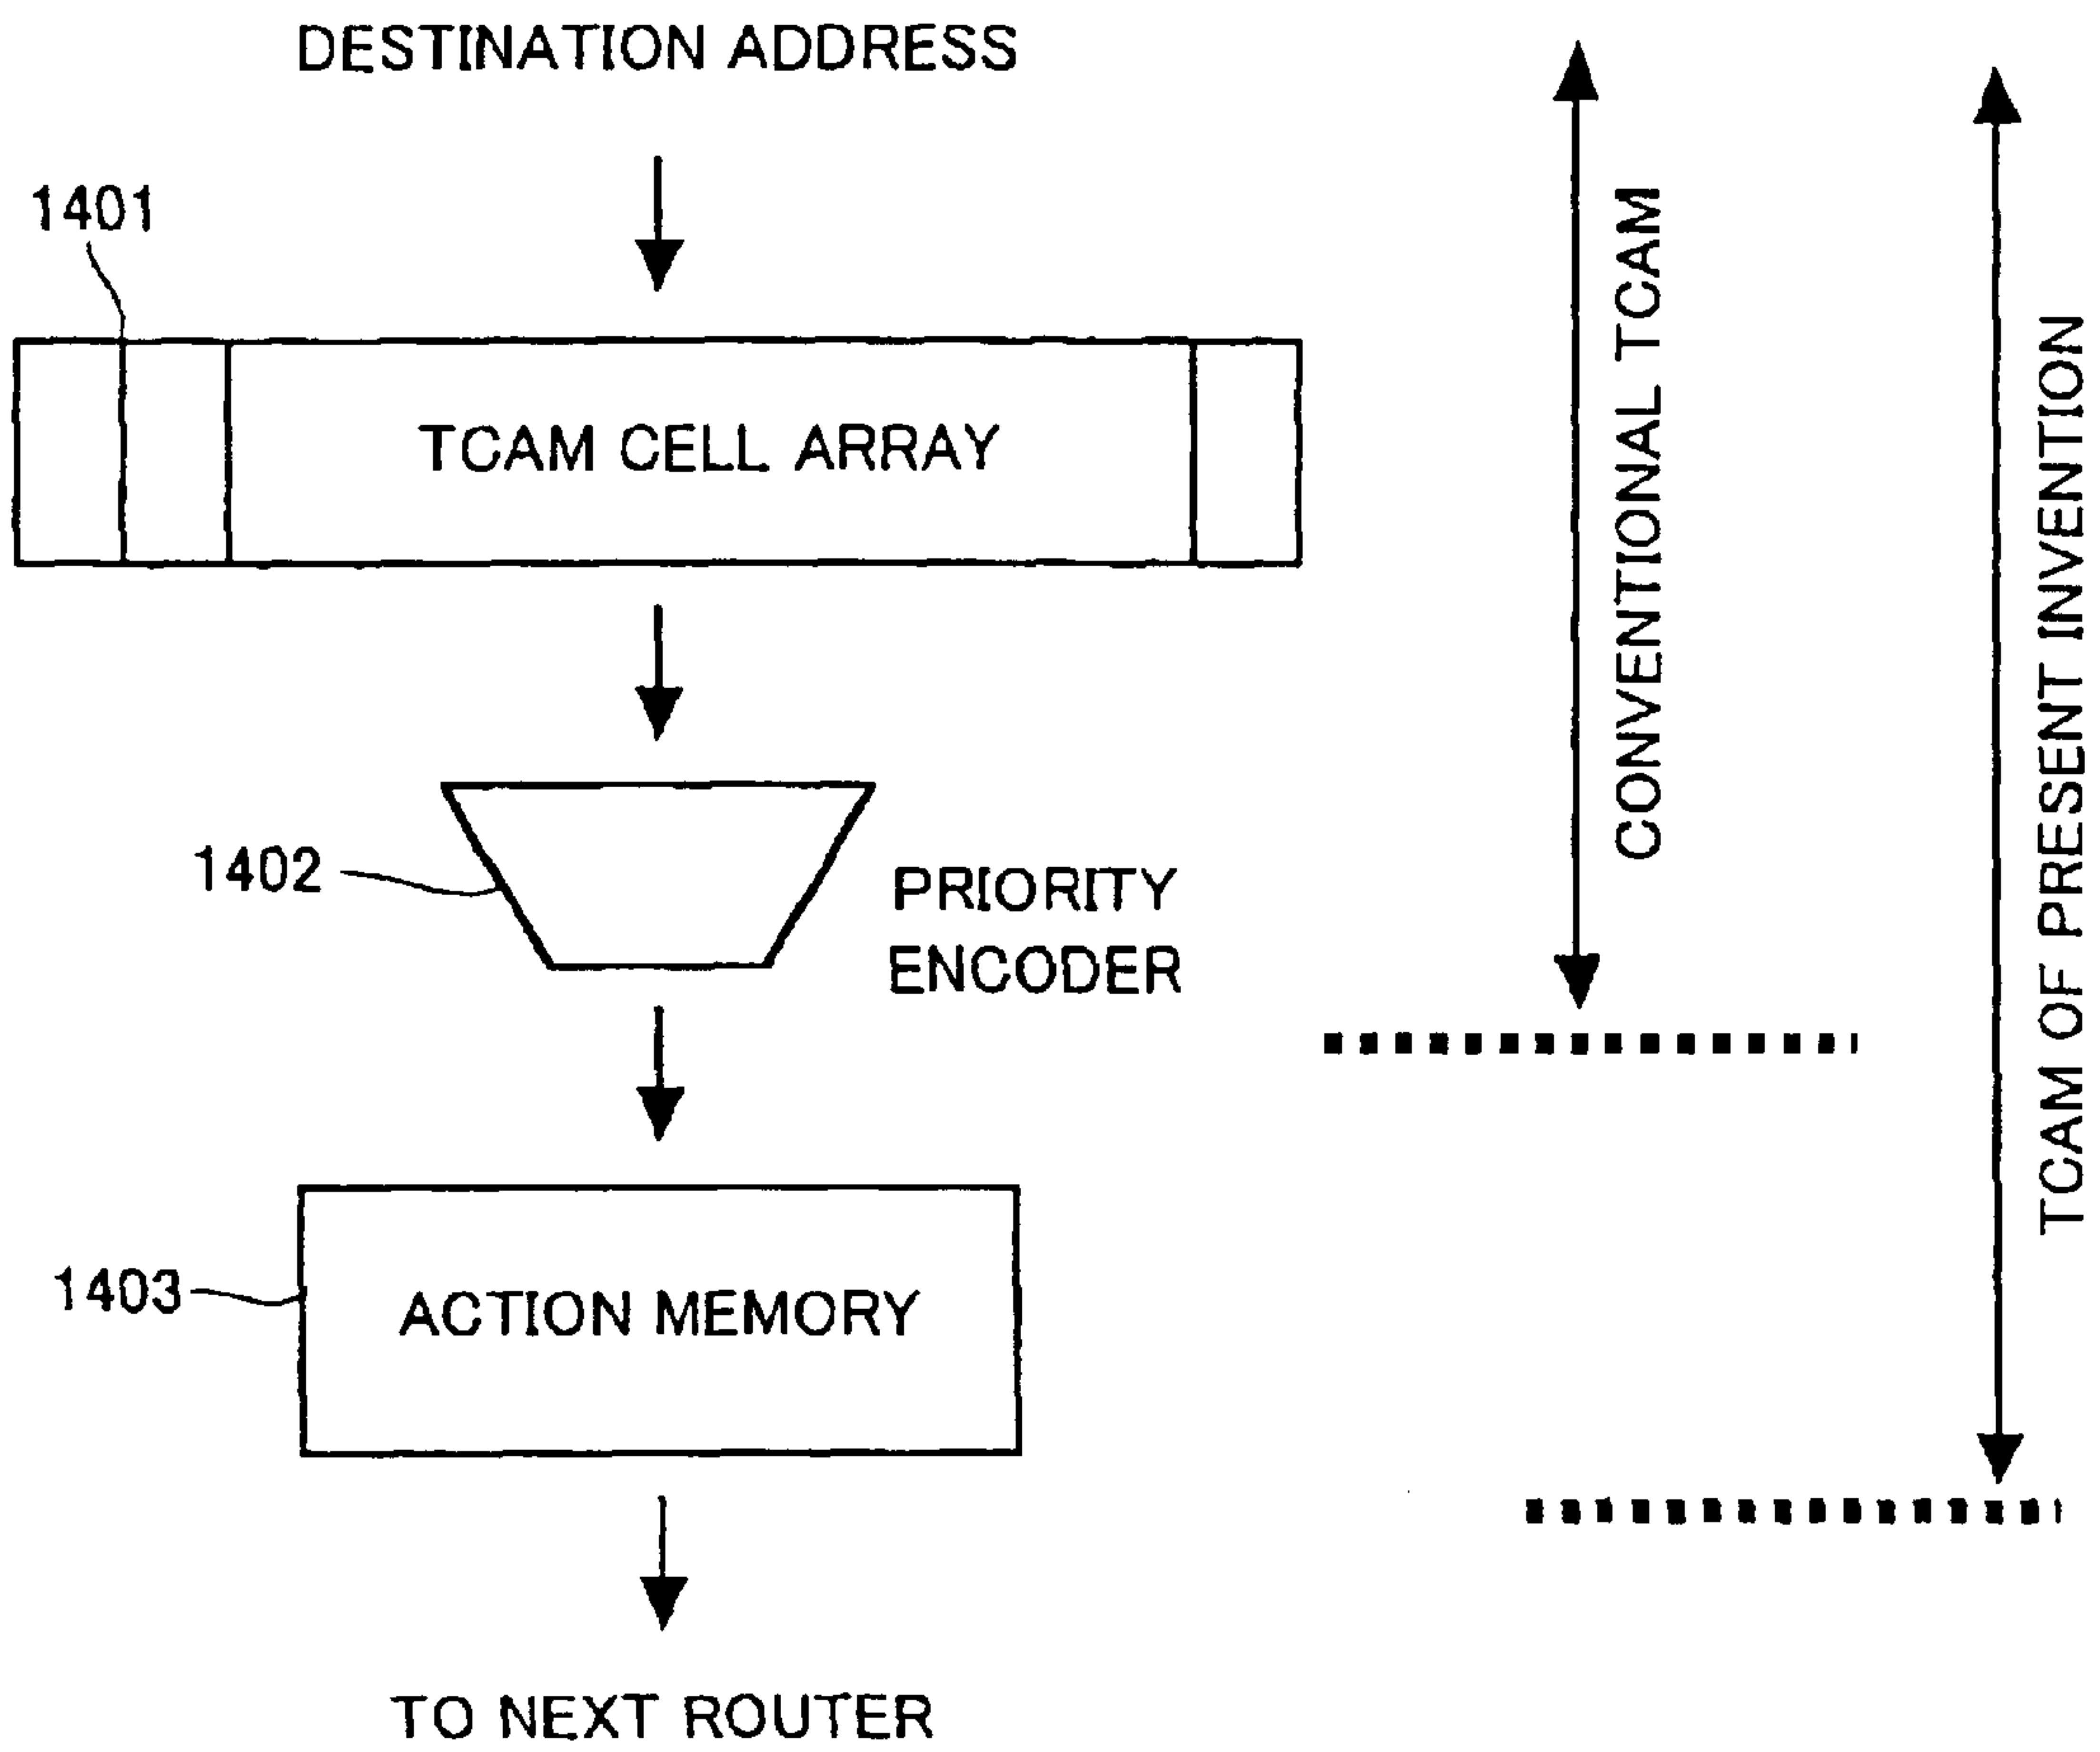 DESTINATION ADDRESS
1401
TCAM CELL ARRAY
1402
PRIORITY
ENCODER
1403
ACTION MEMORY
TO NEXT ROUTER
CONVENTIONAL TCAM
TCAM OF PRESENT INVENTION